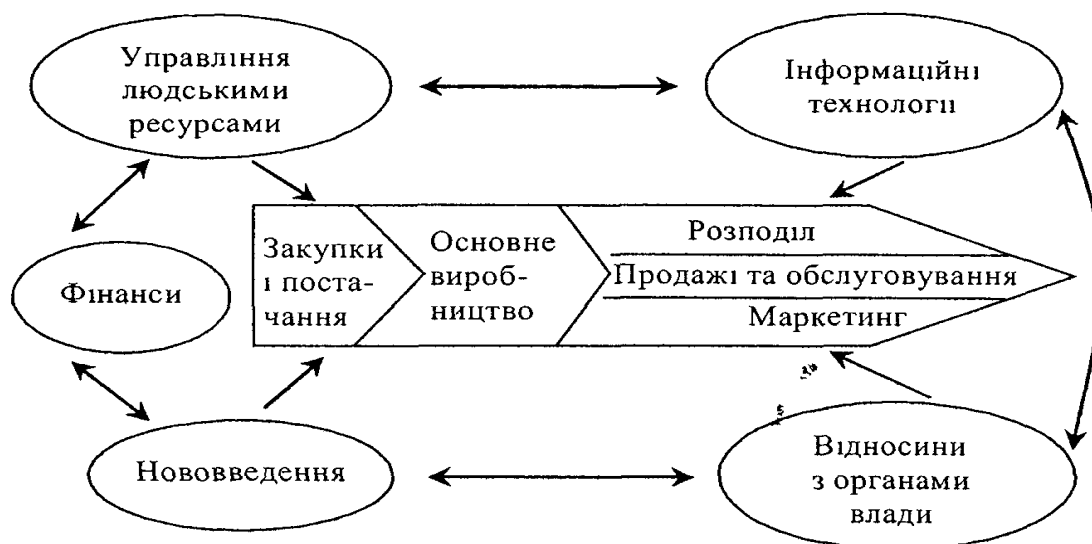 Управління
людськими
ресурсами
Інформаційні
технології
Фінанси
Закупки
і поста-
чання
Основне
вироб-
ництво
Розподіл
Продажі та обслуговування
Маркетинг
Нововведення
Відносини
з органами
влади